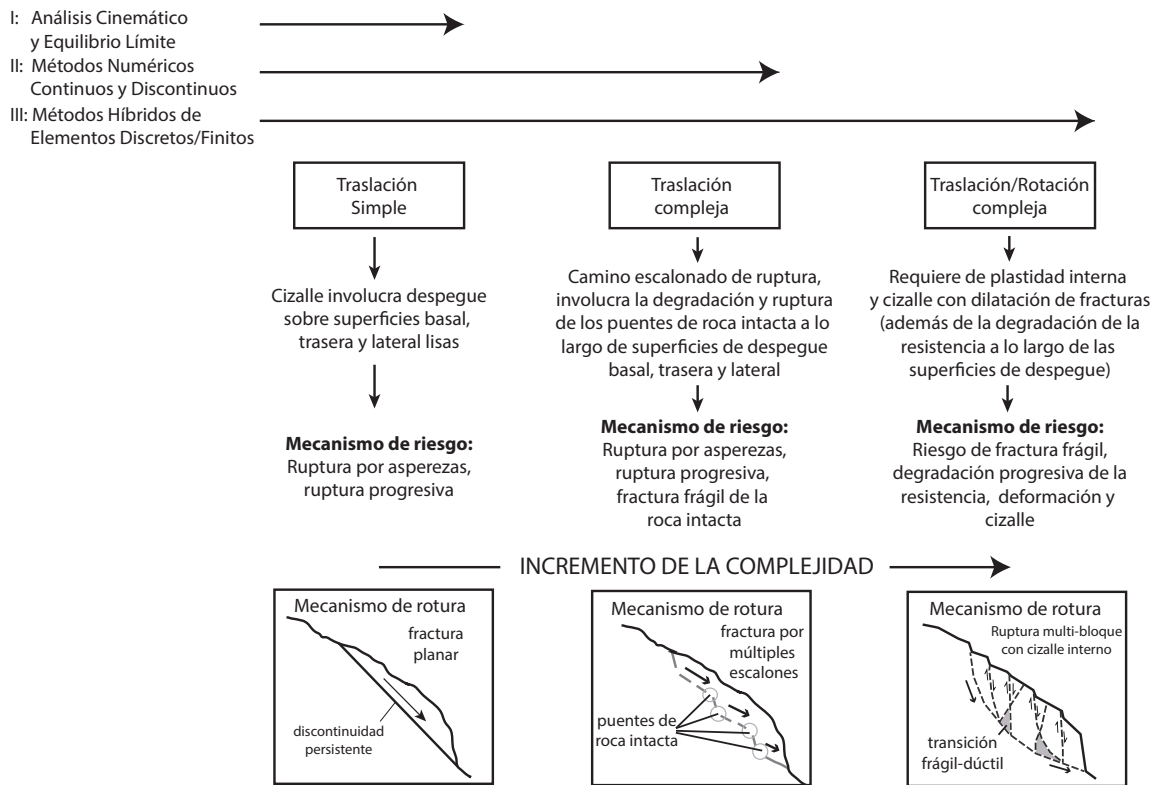 I: Análisis Cinemático
y Equilibrio Límite
II: Métodos Numéricos
Continuos y Discontinuos
III: Métodos Híbridos de
Elementos Discretos/Finitos
Traslación
Simple
Traslación
compleja
Traslación/Rotación
compleja
Cizalle involucra despegue
sobre superficies basal,
trasera y lateral lisas
Camino escalonado de ruptura,
involucra la degradación y ruptura
de los puentes de roca intacta a lo
largo de superficies de despegue
basal, trasera y lateral
Requiere de plastidad interna
y cizalle con dilatación de fracturas
(además de la degradación de la
resistencia a lo largo de las
superficies de despegue)
Mecanismo de riesgo:
Ruptura por asperezas,
ruptura progresiva
Mecanismo de riesgo:
Ruptura por asperezas,
ruptura progresiva,
fractura frágil de la
roca intacta
Mecanismo de riesgo:
Riesgo de fractura frágil,
degradación progresiva de la
resistencia, deformación y
cizalle
INCREMENTO DE LA COMPLEJIDAD
Mecanismo de rotura
fractura
planar
discontinuidad
persistente
Mecanismo de rotura
fractura por
múltiples
escalones
puentes de
roca intacta
Mecanismo de rotura
Ruptura multi-bloque
con cizalle interno
transición
frágil-dúctil